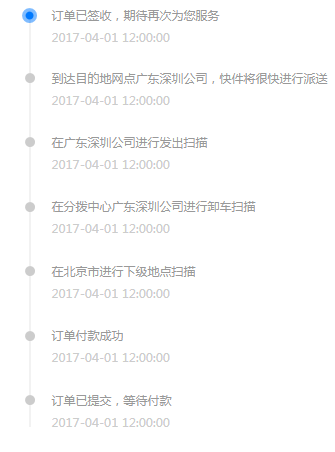 订单已签收，期待再次为您服务
2017-04-01 12:00:00
到达目的地网点广东深圳公司，快件将很快进行派送
2017-04-01 12:00:00
在广东深圳公司进行发出扫描
2017-04-01 12:00:00
在分拨中心广东深圳公司进行卸车扫描
2017-04-01 12:00:00
在北京市进行下级地点扫描
2017-04-01 12:00:00
订单付款成功
2017-04-01 12:00:00
订单已提交，等待付款
2017-04-01 12:00:00